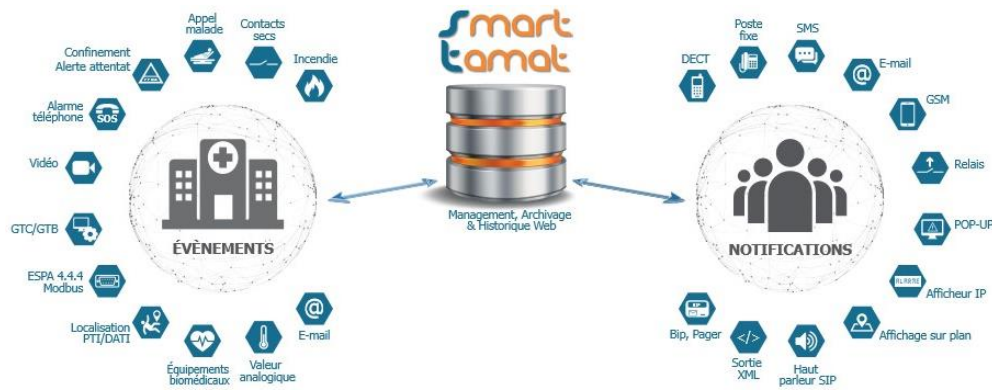 Smart
tamat
Appel
malade
Contacts
secs
Incendie
Confinement
Alerte attentat
Alarme
téléphone
SOS
Vidéo
GTC/GTB
ESPA 4.4.4
Modbus
Localisation
PTI/DATI
Équipements
biomédicaux
Valeur
analogique
E-mail
ÉVÈNEMENTS
Management, Archivage
& Historique Web
DECT
Poste
fixe
SMS
E-mail
GSM
Relais
POP-UP
ALARME
Afficheur IP
Affichage sur plan
Haut
parleur SIP
</>
Sortie
XML
Bip, Pager
NOTIFICATIONS